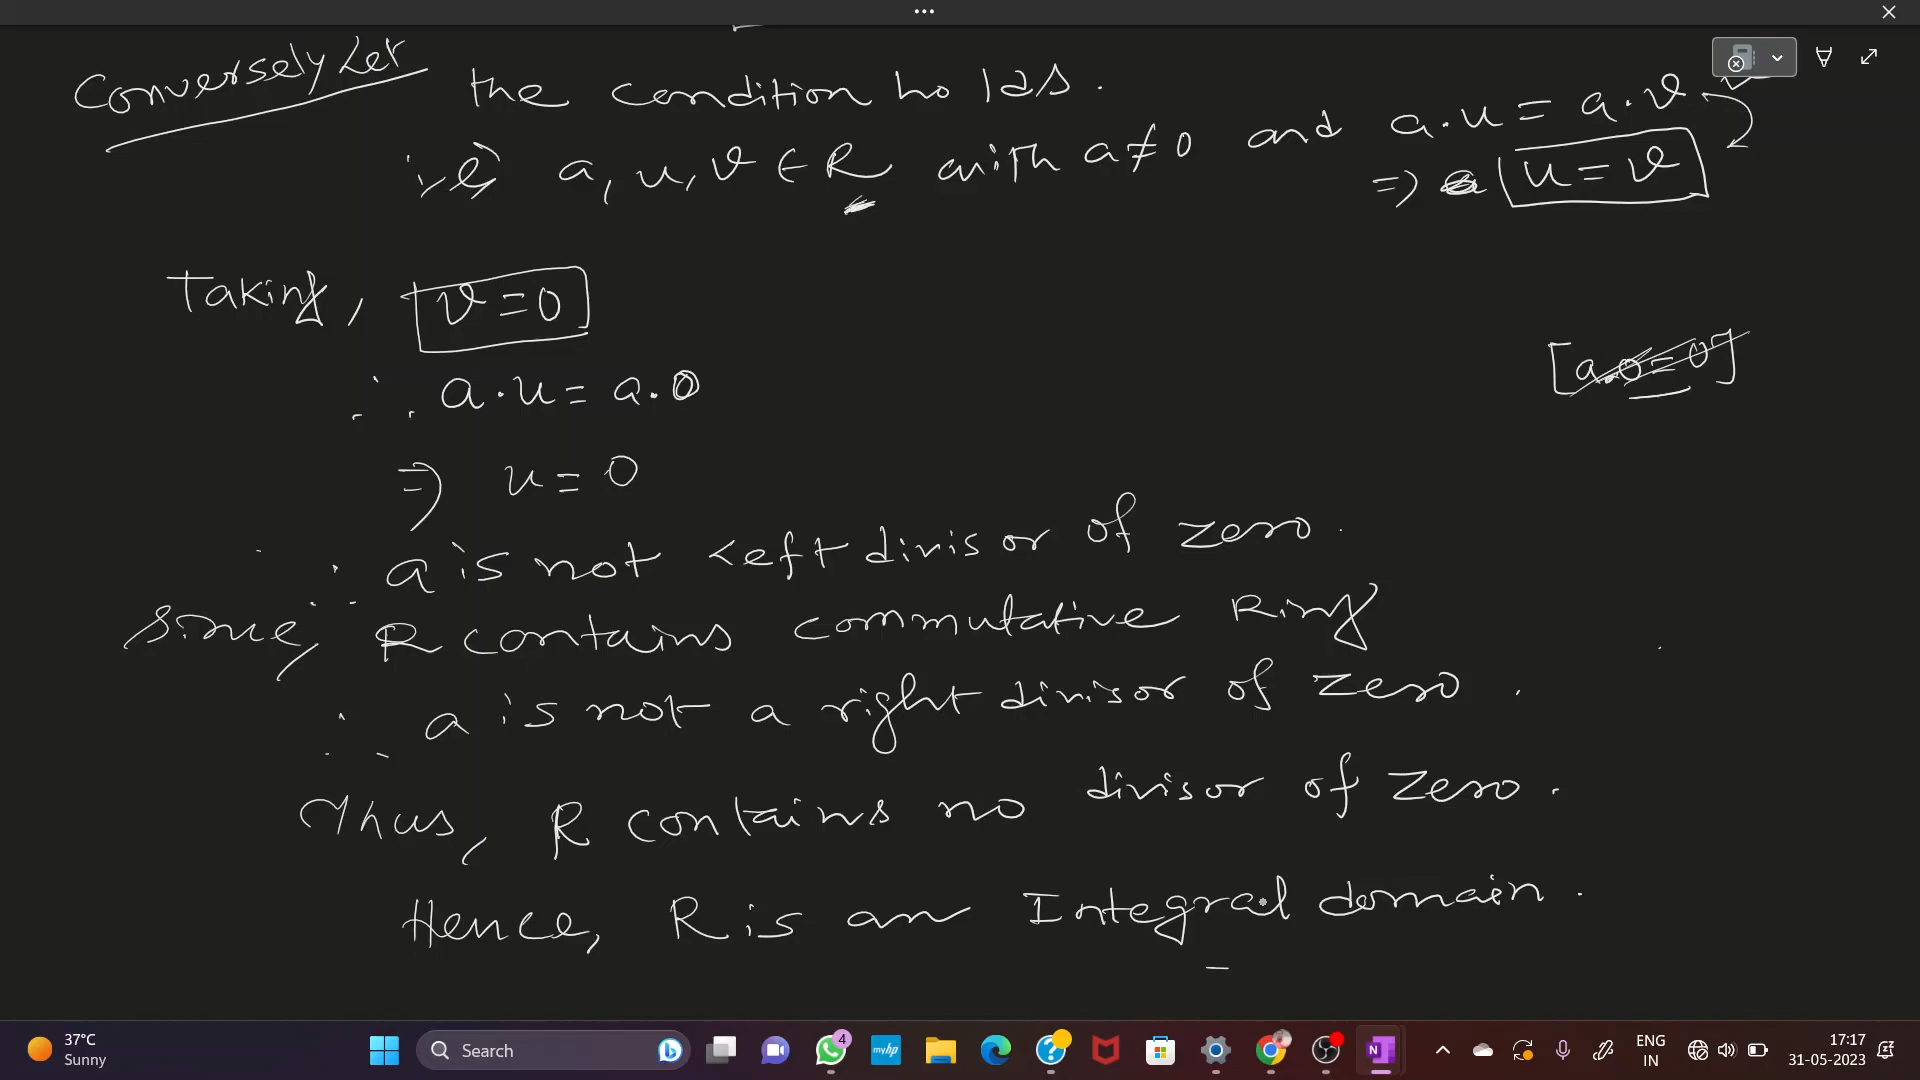 Conversely Let the condition holds.
i.e; a, u, v ∈ R with a ≠ 0 and a.u = a.v
=> u = v
Taking, v = 0
[a.0 = 0]
∴ a.u = a.0
=> u = 0
∴ a is not left divisor of zero.
Since, R contains commutative Ring
∴ a is not a right divisor of zero.
Thus, R contains no divisor of zero.
Hence, R is an Integral domain.
37°C
Sunny
Search
4
myhp
N
ENG
IN
17:17
31-05-2023